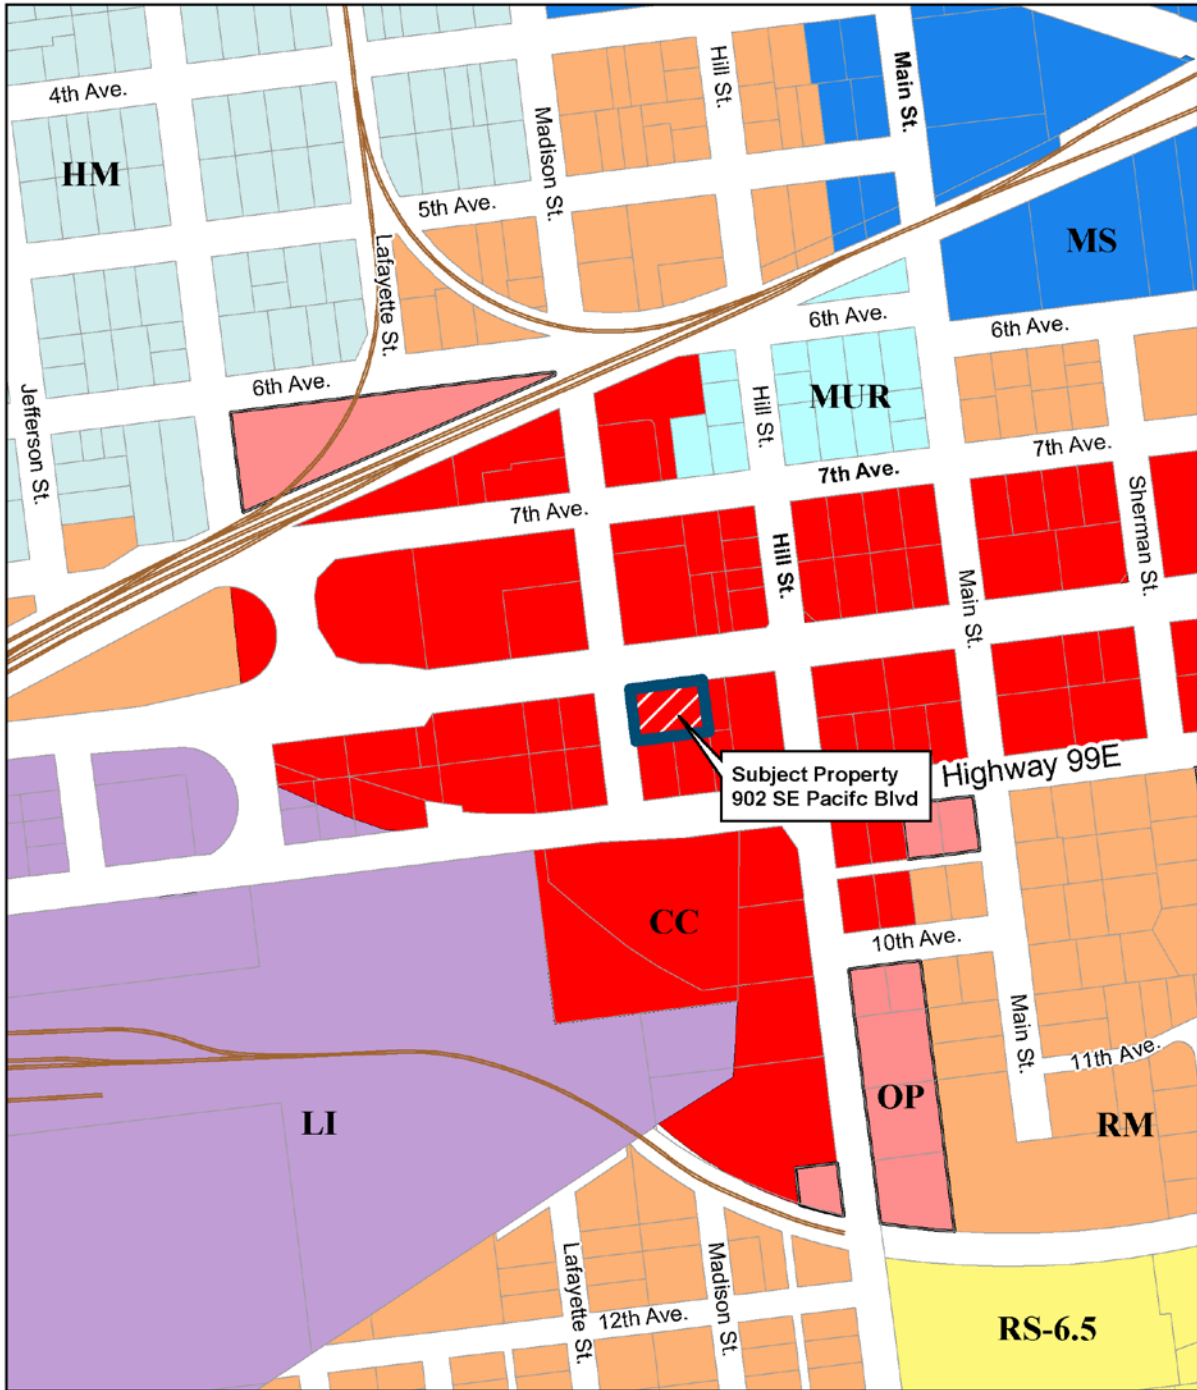 4th Ave.
Hill St.
Main St.
HM
Madison St.
5th Ave.
MS
Lafayette St.
6th Ave.
6th Ave.
6th Ave.
Jefferson St.
Hill St.
MUR
7th Ave.
7th Ave.
7th Ave.
Sherman St.
Hill St.
Main St.
Subject Property
902 SE Pacifc Blvd
Highway 99E
CC
10th Ave.
Main St.
11th Ave.
OP
LI
RM
Lafayette St.
Madison St.
12th Ave.
RS-6.5